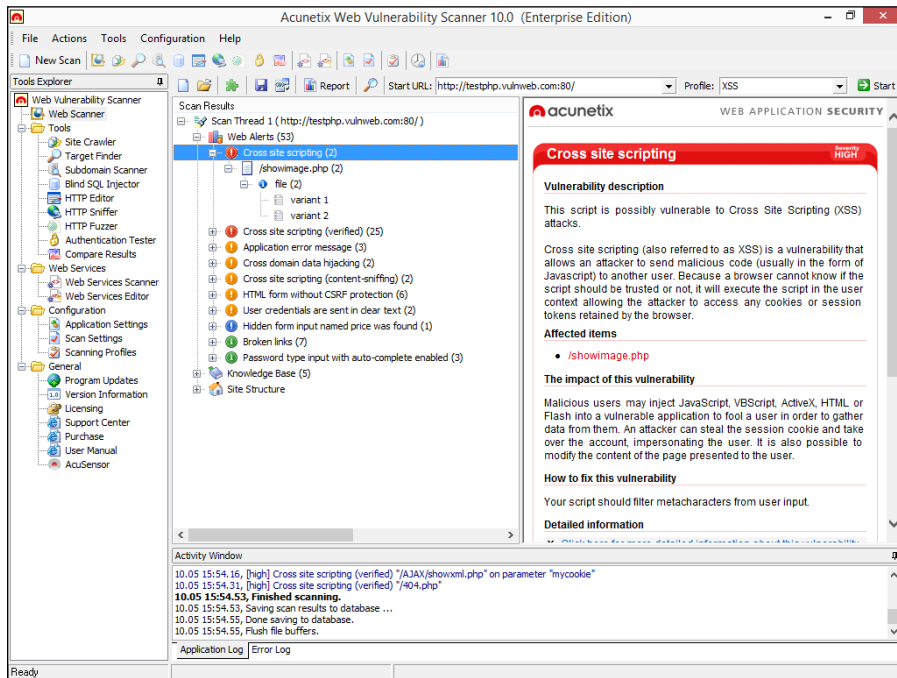 Acunetix Web Vulnerability Scanner 10.0 (Enterprise Edition)
File Actions Tools Configuration Help
New Scan
Tools Explorer
Web Vulnerability Scanner
Web Scanner
Tools
Site Crawler
Target Finder
Subdomain Scanner
Blind SQL Injector
HTTP Editor
HTTP Sniffer
HTTP Fuzzer
Authentication Tester
Compare Results
Web Services
Web Services Scanner
Web Services Editor
Configuration
Application Settings
Scan Settings
Scanning Profiles
General
Program Updates
Version Information
Licensing
Support Center
Purchase
User Manual
AcuSensor
Report Start URL: http://testphp.vulnweb.com:80/ Profile: XSS Start
Scan Results
Scan Thread 1 ( http://testphp.vulnweb.com:80/ )
Web Alerts (53)
Cross site scripting (2)
/showimage.php (2)
file (2)
variant 1
variant 2
Cross site scripting (verified) (25)
Application error message (3)
Cross domain data hijacking (2)
Cross site scripting (content-sniffing) (2)
HTML form without CSRF protection (6)
User credentials are sent in clear text (2)
Hidden form input named price was found (1)
Broken links (7)
Password type input with auto-complete enabled (3)
Knowledge Base (5)
Site Structure
acunetix WEB APPLICATION SECURITY
Cross site scripting Severity HIGH
Vulnerability description
This script is possibly vulnerable to Cross Site Scripting (XSS)
attacks.
Cross site scripting (also referred to as XSS) is a vulnerability that
allows an attacker to send malicious code (usually in the form of
Javascript) to another user. Because a browser cannot know if the
script should be trusted or not, it will execute the script in the user
context allowing the attacker to access any cookies or session
tokens retained by the browser.
Affected items
• /showimage.php
The impact of this vulnerability
Malicious users may inject JavaScript, VBScript, ActiveX, HTML or
Flash into a vulnerable application to fool a user in order to gather
data from them. An attacker can steal the session cookie and take
over the account, impersonating the user. It is also possible to
modify the content of the page presented to the user.
How to fix this vulnerability
Your script should filter metacharacters from user input.
Detailed information
Click here for more detailed information about this vulnerability
Activity Window
10.05 15:54.16, [high] Cross site scripting (verified) "/AJAX/showxml.php" on parameter "mycookie"
10.05 15:54.31, [high] Cross site scripting (verified) "/404.php"
10.05 15:54.53, Finished scanning.
10.05 15:54.53, Saving scan results to database ...
10.05 15:54.55, Done saving to database.
10.05 15:54.55, Flush file buffers.
Application Log Error Log
Ready